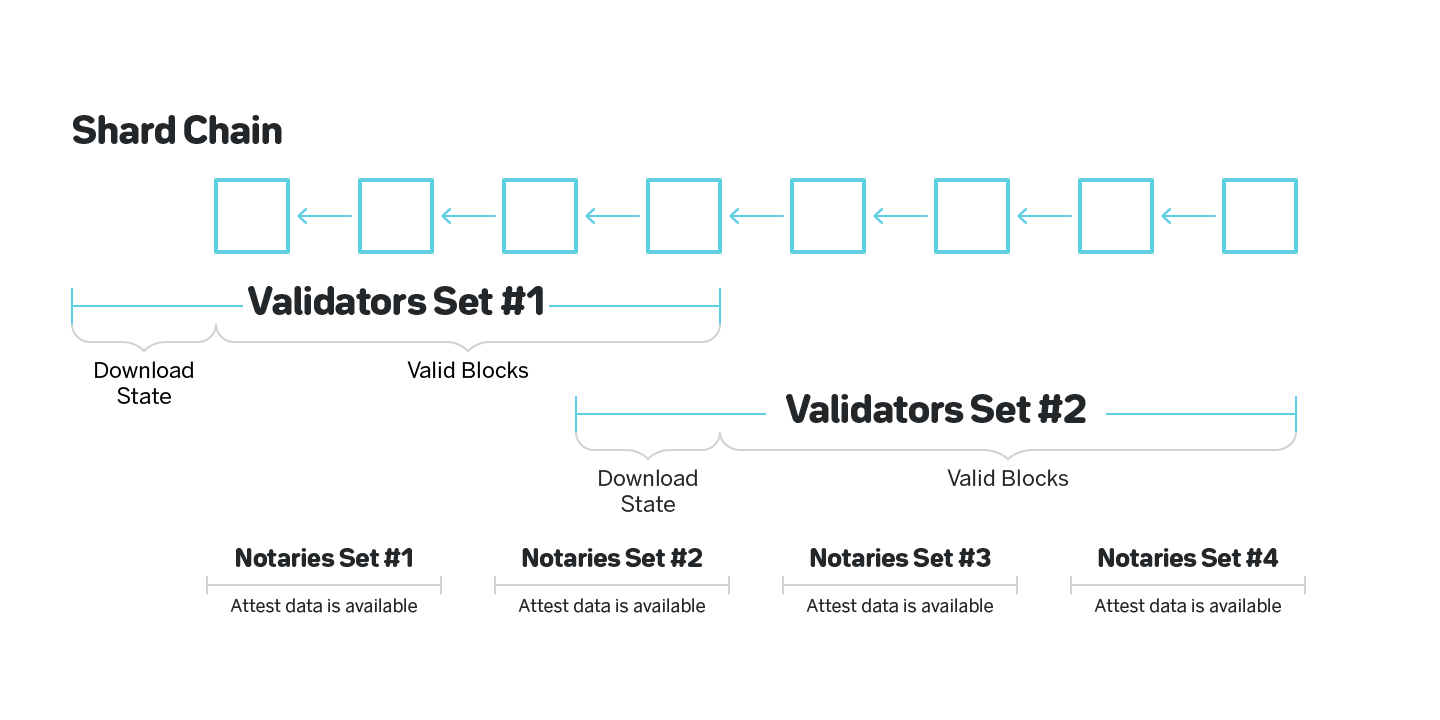 Shard Chain
Validators Set #1
Download
State
Valid Blocks
Validators Set #2
Download
State
Valid Blocks
Notaries Set #1
Attest data is available
Notaries Set #2
Attest data is available
Notaries Set #3
Attest data is available
Notaries Set #4
Attest data is available